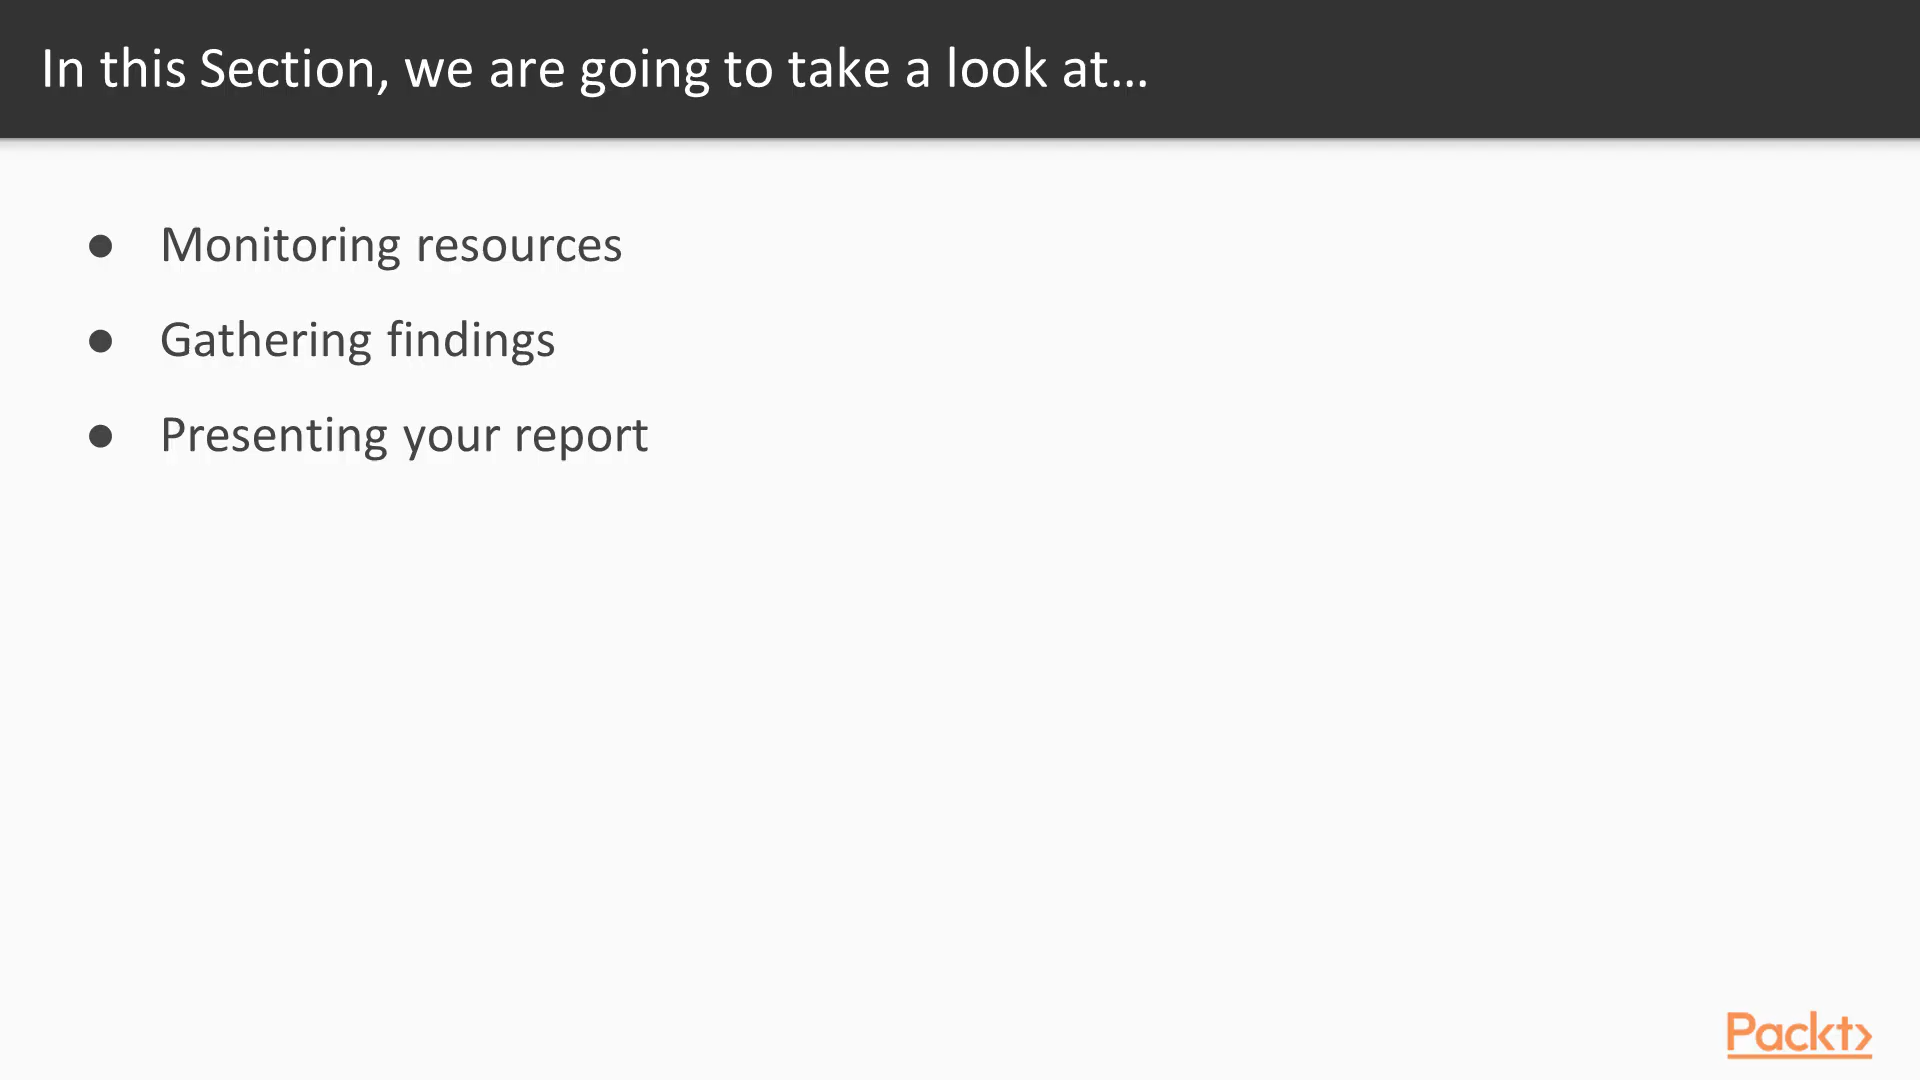 In this Section, we are going to take a look at...
● Monitoring resources
● Gathering findings
● Presenting your report
Packt>